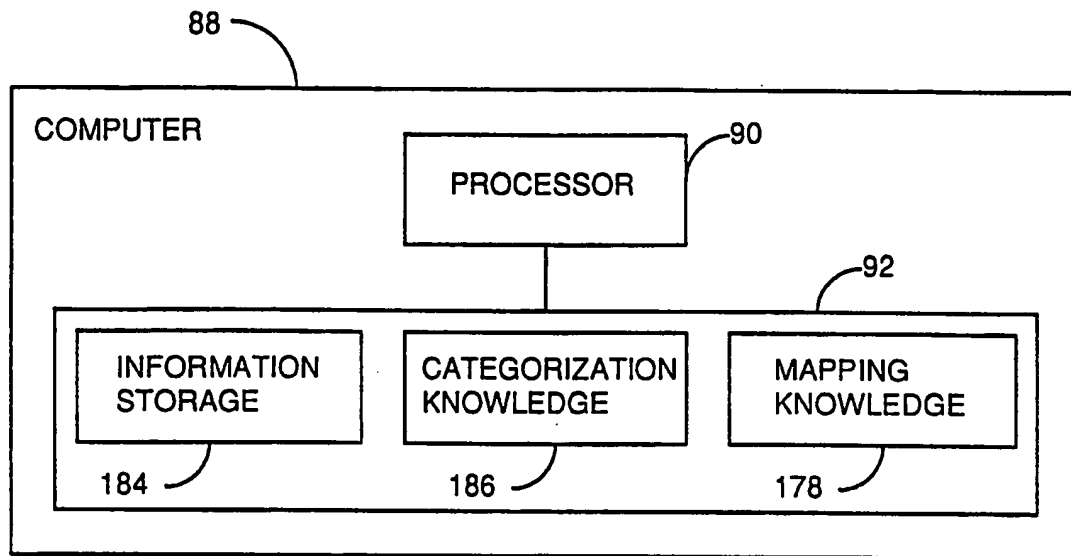 88
COMPUTER
90
PROCESSOR
92
INFORMATION
STORAGE
CATEGORIZATION
KNOWLEDGE
MAPPING
KNOWLEDGE
184
186
178